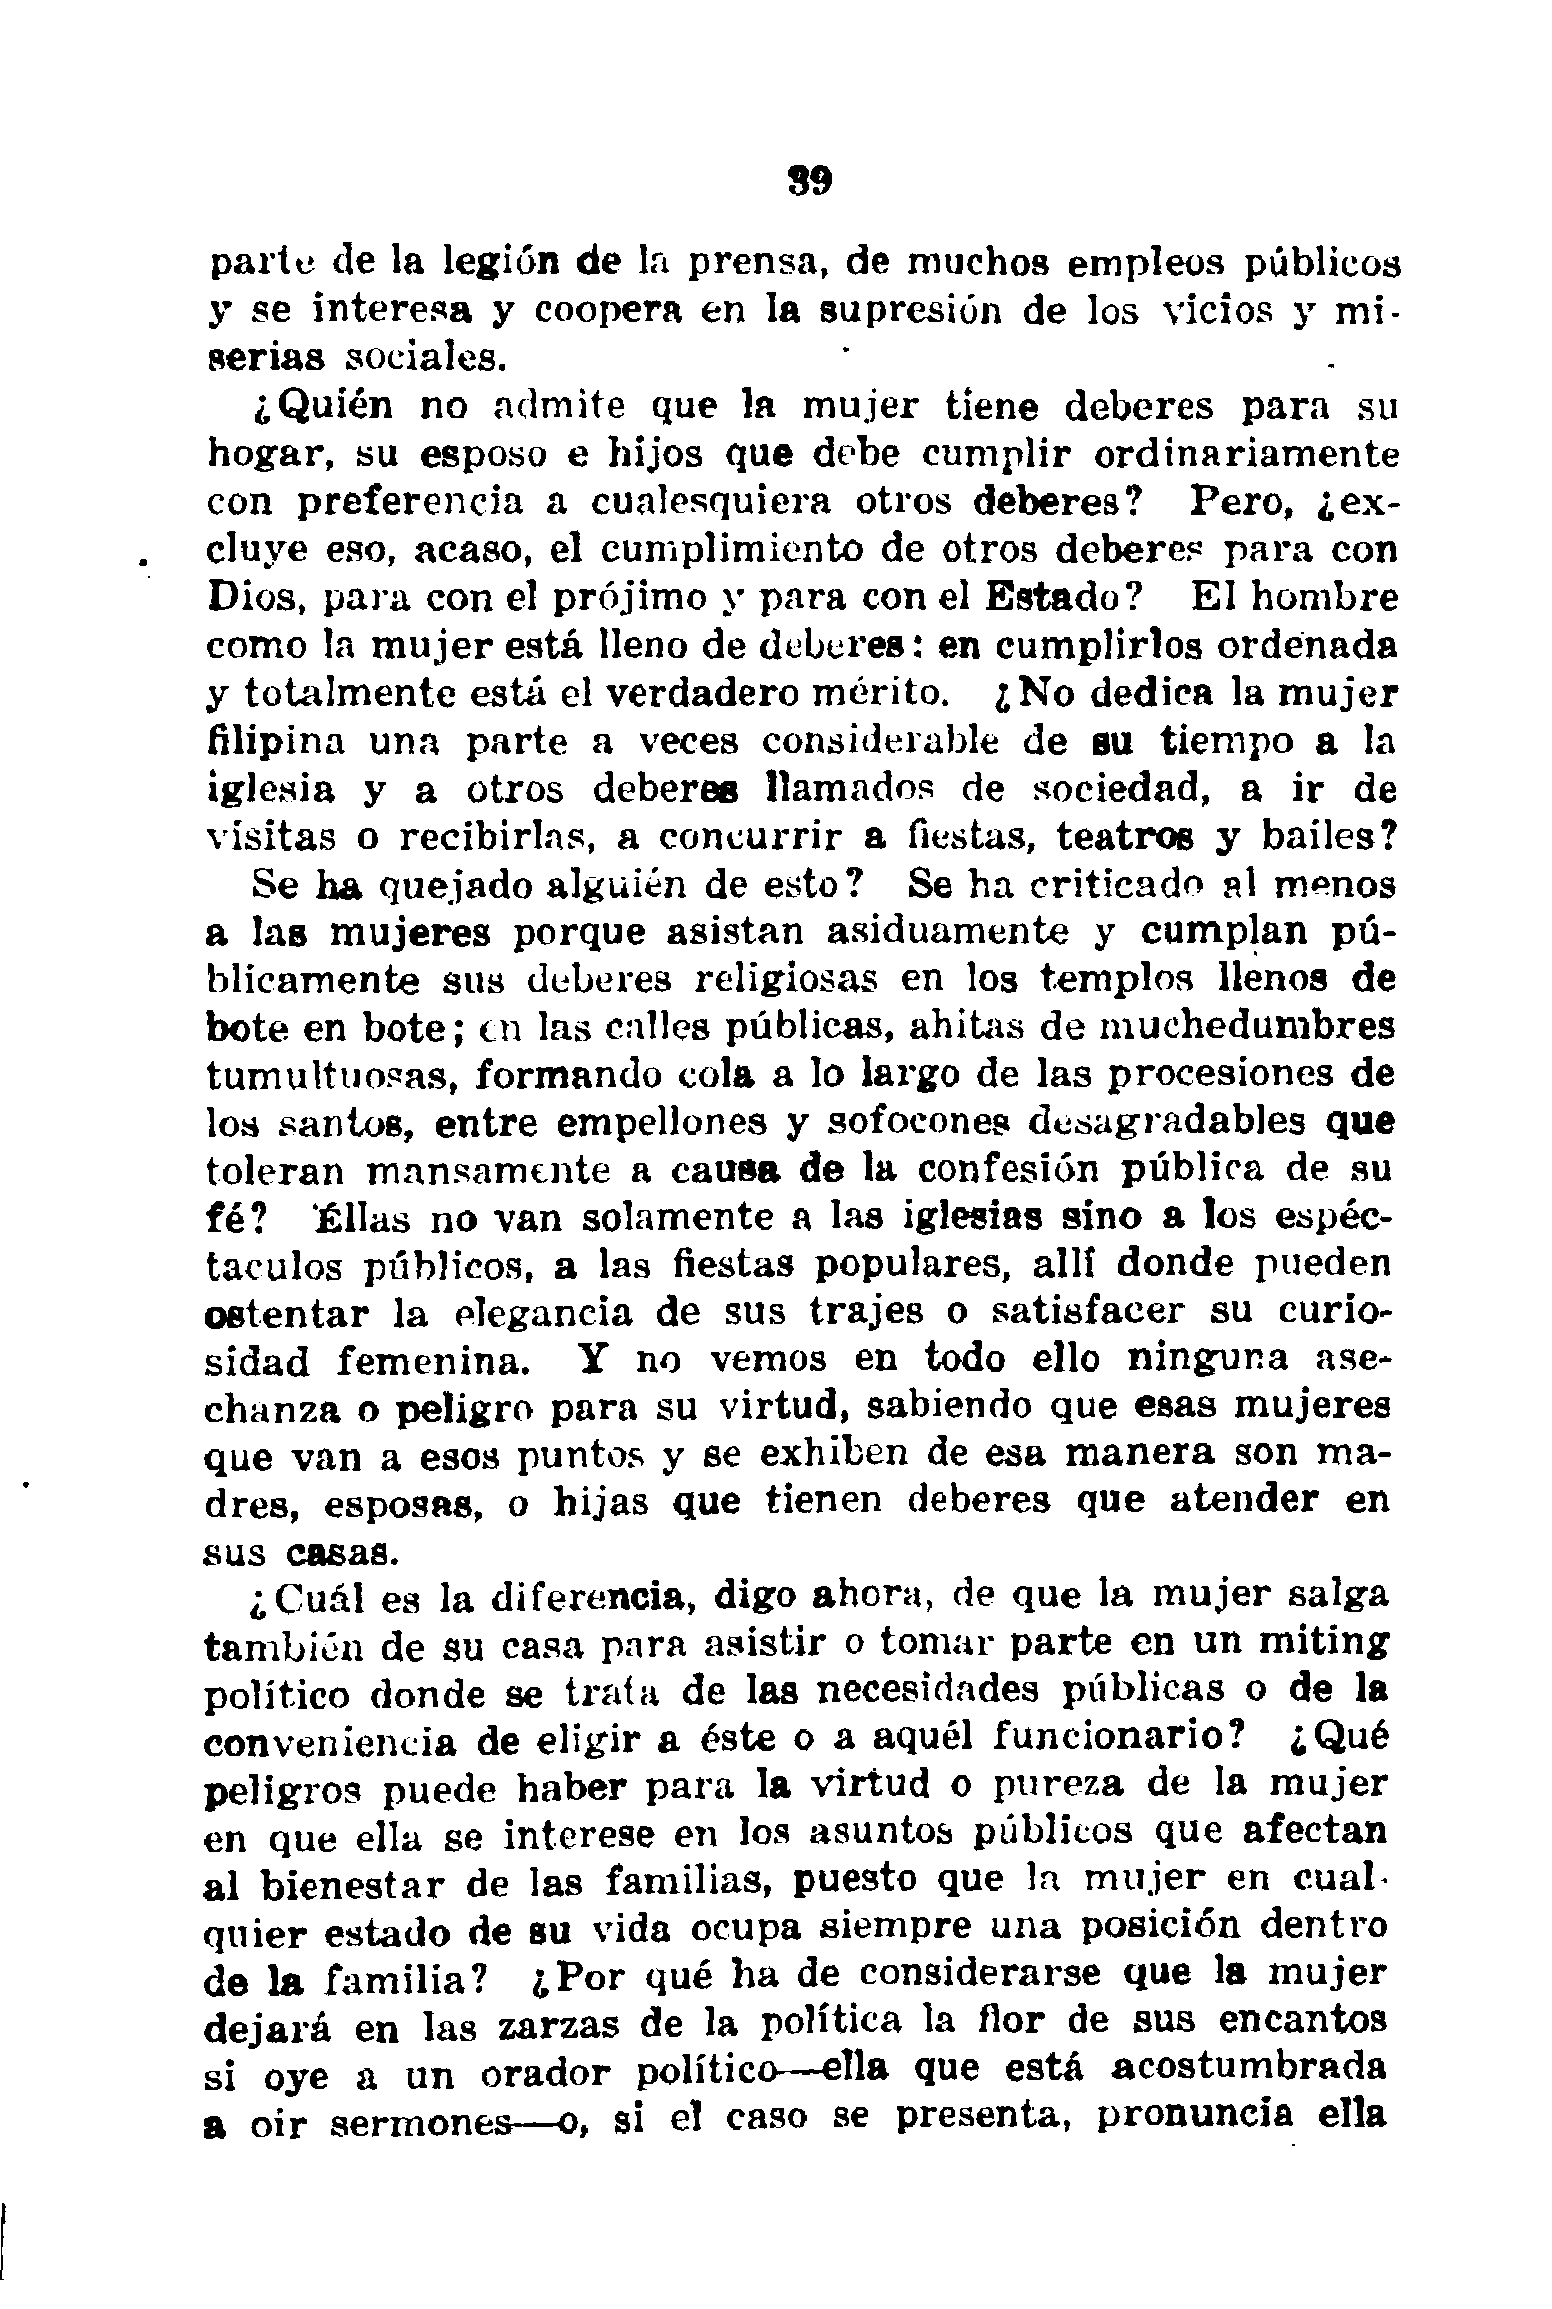 39
parte de la legión de la prensa, de muchos empleos públicos
y se interesa y coopera en la supresión de los vicios y mi-
serias sociales.
¿Quién no admite que la mujer tiene deberes para su
hogar, su esposo e hijos que debe cumplir ordinariamente
con preferencia a cualesquiera otros deberes? Pero, ¿ex-
cluye eso, acaso, el cumplimiento de otros deberes para con
Dios, para con el prójimo y para con el Estado? El hombre
como la mujer está lleno de deberes: en cumplirlos ordenada
y totalmente está el verdadero mérito. ¿No dedica la mujer
filipina una parte a veces considerable de su tiempo a la
iglesia y a otros deberes llamados de sociedad, a ir de
visitas o recibirlas, a concurrir a fiestas, teatros y bailes?
Se ha quejado alguién de esto? Se ha criticado al menos
a las mujeres porque asistan asiduamente y cumplan pú-
blicamente sus deberes religiosas en los templos llenos de
bote en bote; en las calles públicas, ahitas de muchedumbres
tumultuosas, formando cola a lo largo de las procesiones de
los santos, entre empellones y sofocones desagradables que
toleran mansamente a causa de la confesión pública de su
fé? Éllas no van solamente a las iglesias sino a los espéc-
taculos públicos, a las fiestas populares, allí donde pueden
ostentar la elegancia de sus trajes o satisfacer su curio-
sidad femenina. Y no vemos en todo ello ninguna ase-
chanza o peligro para su virtud, sabiendo que esas mujeres
que van a esos puntos y se exhiben de esa manera son ma-
dres, esposas, o hijas que tienen deberes que atender en
sus casas.
¿Cuál es la diferencia, digo ahora, de que la mujer salga
también de su casa para asistir o tomar parte en un miting
político donde se trata de las necesidades públicas o de la
conveniencia de eligir a éste o a aquél funcionario? ¿Qué
peligros puede haber para la virtud o pureza de la mujer
en que ella se interese en los asuntos públicos que afectan
al bienestar de las familias, puesto que la mujer en cual-
quier estado de su vida ocupa siempre una posición dentro
de la familia? ¿Por qué ha de considerarse que la mujer
dejará en las zarzas de la política la flor de sus encantos
si oye a un orador político—ella que está acostumbrada
a oir sermones—o, si el caso se presenta, pronuncia ella